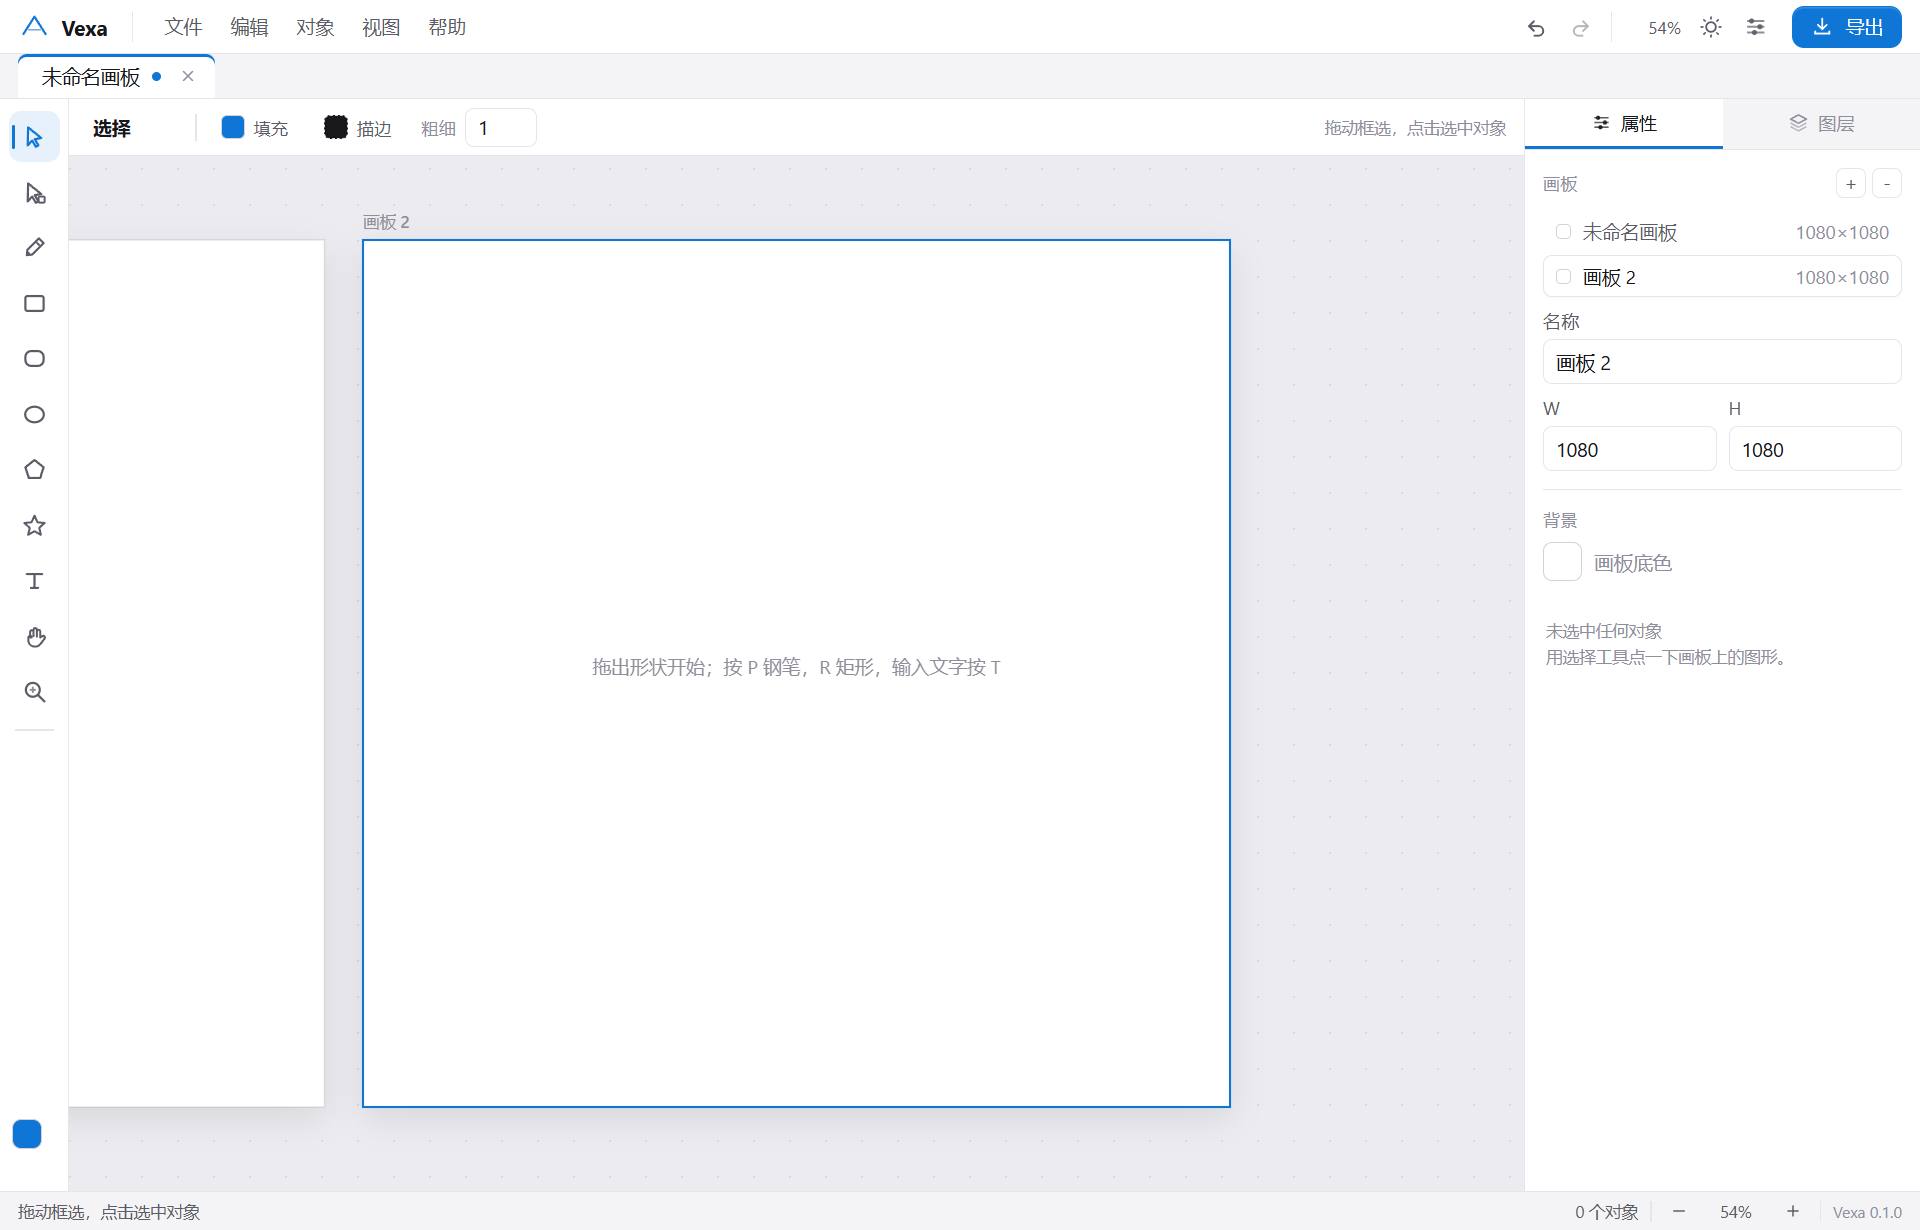 Vexa 文件 编辑 对象 视图 帮助 54% 导出
未命名画板
选择 填充 描边 粗细 1 拖动框选，点击选中对象
属性 图层
画板 + -
未命名画板 1080×1080
画板 2 1080×1080
名称
画板 2
W H
1080 1080
背景
画板底色
未选中任何对象
用选择工具点一下画板上的图形。
画板 2
拖出形状开始；按 P 钢笔，R 矩形，输入文字按 T
拖动框选，点击选中对象 0 个对象 − 54% + Vexa 0.1.0